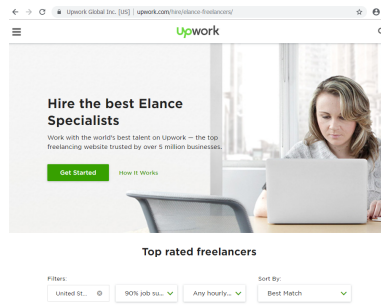 Upwork Global Inc. [US] | upwork.com/hire/elance-freelancers/
Upwork
Hire the best Elance
Specialists
Work with the world's best talent on Upwork — the top
freelancing website trusted by over 5 million businesses.
Get Started How It Works
Top rated freelancers
Filters: Sort By:
United St... 90% job su... Any hourly... Best Match